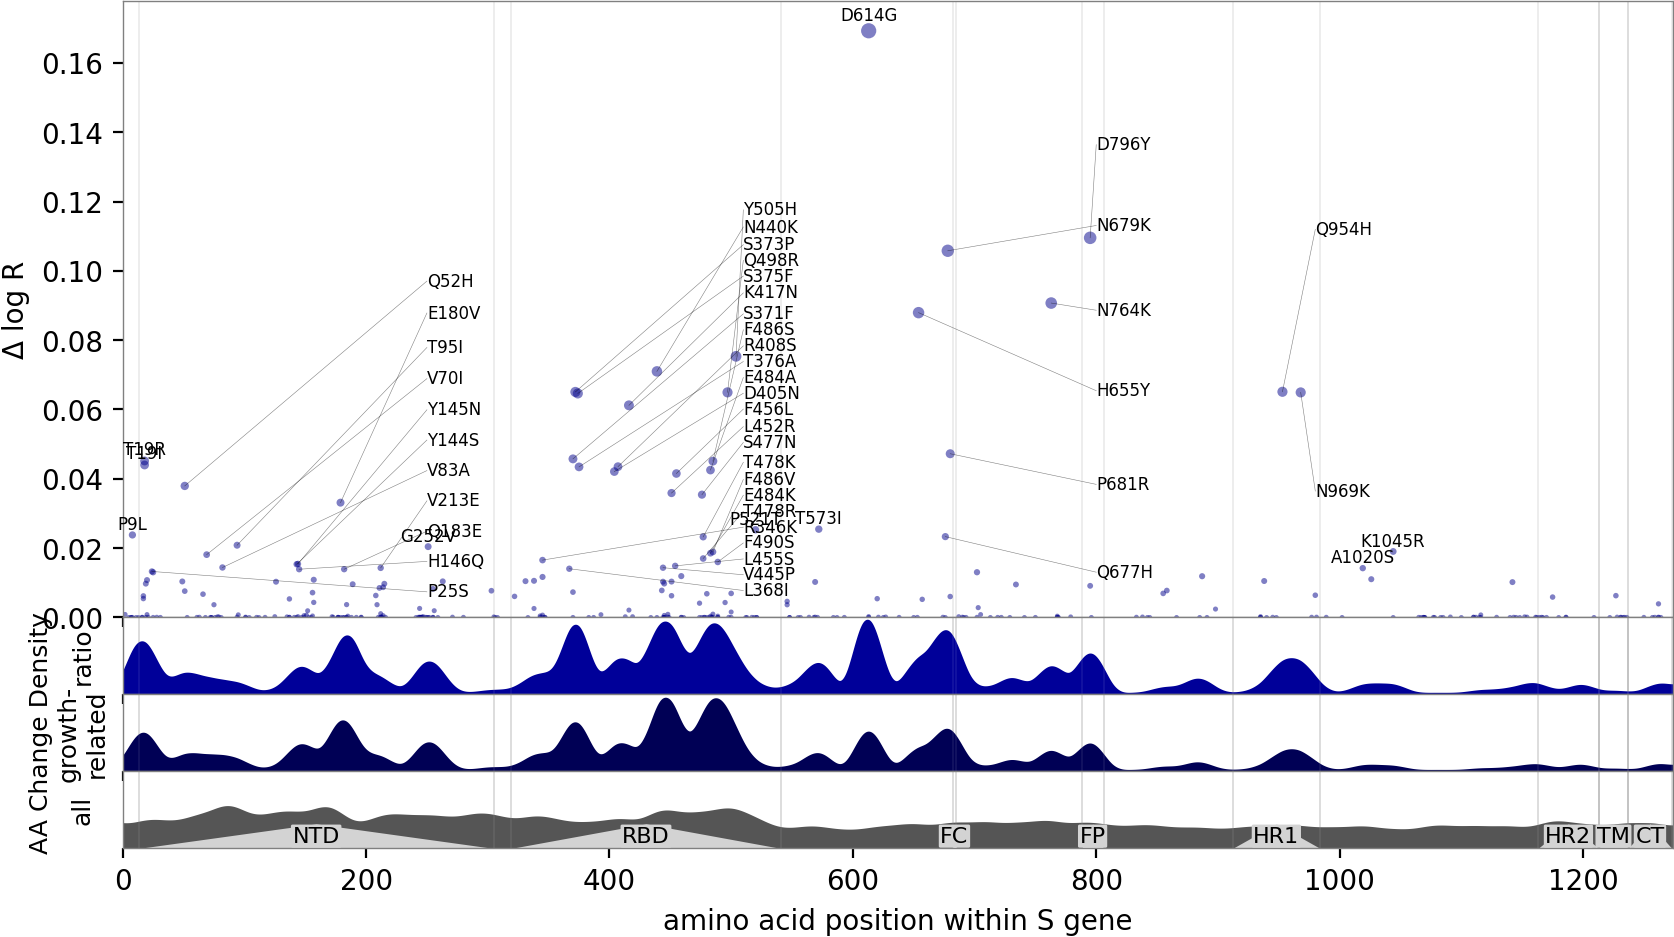 D614G
0.16
0.14
D796Y
0.12
Y505H
N440K
N679K
Q954H
S373P
Q498R
0.10
S375F
Q52H
K417N
E180V
S371F
N764K
F486S
0.08
R408S
T95I
T376A
V70I
E484A
H655Y
D405N
0.06
Y145N
F456L
L452R
Y144S
S477N
T19R
T19I
T478K
V83A
0.04
F486V
P681R
N969K
E484K
V213E
T478R
P521T
T573I
P9L
R346K
Q183E
G252V
F490S
K1045R
0.02
H146Q
L455S
A1020S
V445P
Q677H
P25S
L368I
0.00
Δ log R
AA Change Density
ratio
growth-
related
all
NTD
RBD
FC
FP
HR1
HR2
TM
CT
0
200
400
600
800
1000
1200
amino acid position within S gene